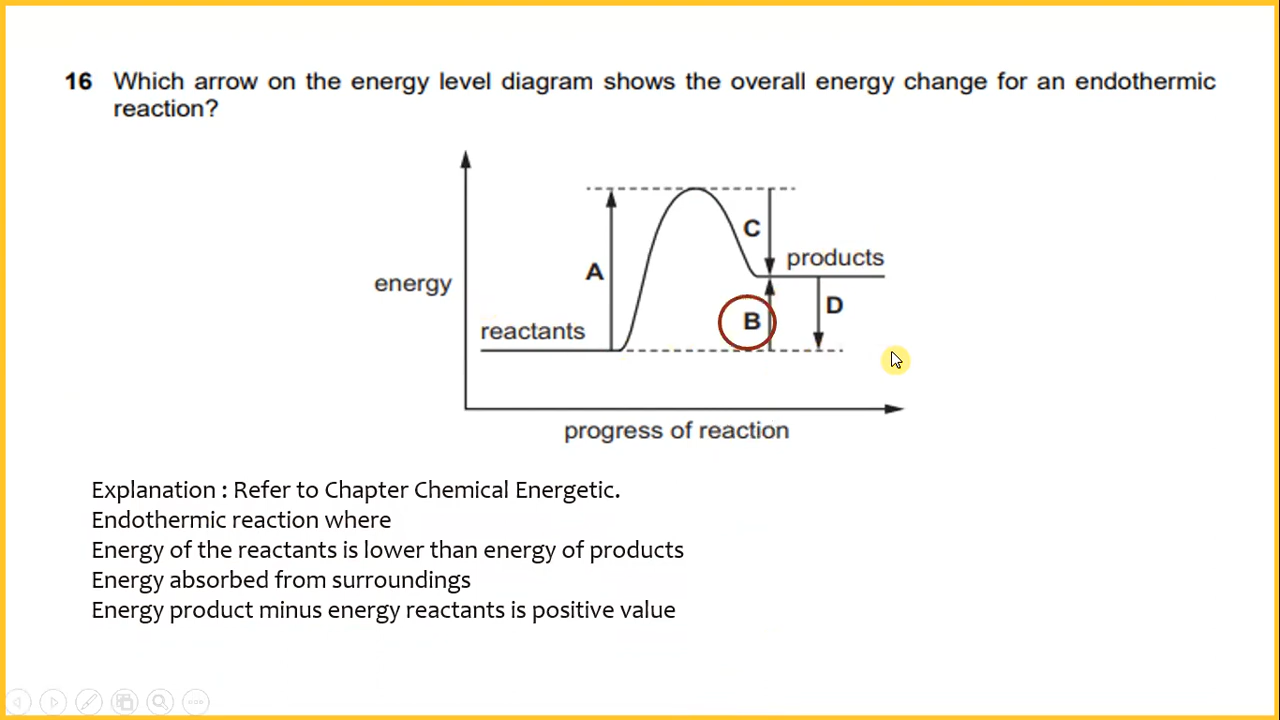 16 Which arrow on the energy level diagram shows the overall energy change for an endothermic
reaction?
C
products
A
energy
D
B
reactants
progress of reaction
Explanation : Refer to Chapter Chemical Energetic.
Endothermic reaction where
Energy of the reactants is lower than energy of products
Energy absorbed from surroundings
Energy product minus energy reactants is positive value